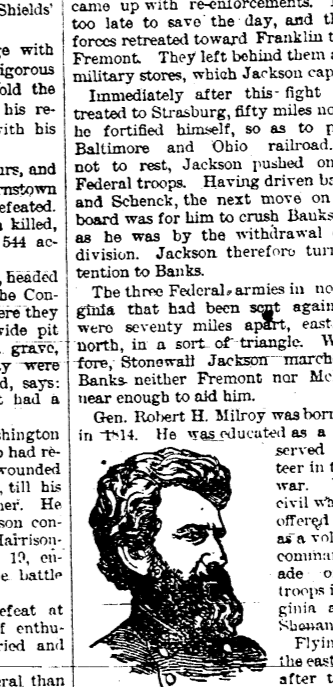 Shields'
e with
igorous
old the
his re-
ith his
urs, and
rnstown
efeated.
killed,
544 ac-
, headed
he Con-
ere they
vide pit
grave,
y were
d, says:
had a
shington
had re-
wounded
, till his
her. He
son con-
Harrison-
19, en-
e battle
efeat at
f enthu-
ried and
eral than
came up with re-enforcements.
too late to save the day, and t
forces retreated toward Franklin t
Fremont. They left behind them a
military stores, which Jackson cap
Immediately after this fight
treated to Strasburg, fifty miles no
he fortified himself, so as to p
Baltimore and Ohio railroad.
not to rest, Jackson pushed on
Federal troops. Having driven ba
and Schenck, the next move on
board was for him to crush Banks
as he was by the withdrawal
division. Jackson therefore turn
tention to Banks.
The three Federal armies in no
ginia that had been sent again
were seventy miles apart, east
north, in a sort of triangle. W
fore, Stonewall Jackson march
Banks neither Fremont nor Mc
near enough to aid him.
Gen. Robert H. Milroy was born
in 1814. He was educated as a
served
teer in t
war.
civil wa
offered
as a vol
comman
ade o
troops i
ginia a
Shenan
Flyin
the east
after t